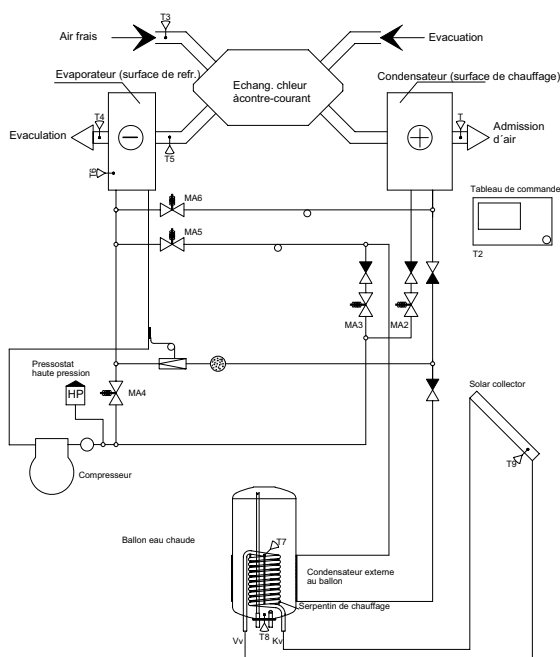 T3
Air frais
Evacuation
Evaporateur (surface de refr.)
Echang. chleur
àcontre-courant
Condensateur (surface de chauffage)
T4
Evaculation
T5
T
Admission
d´air
T6
MA6
Tableau de commande
MA5
T2
MA3
MA2
Pressostat
haute pression
HP
MA4
Solar collector
T9
Compresseur
Ballon eau chaude
T7
Condensateur externe
au ballon
Serpentin de chauffage
T8
Vv
Kv